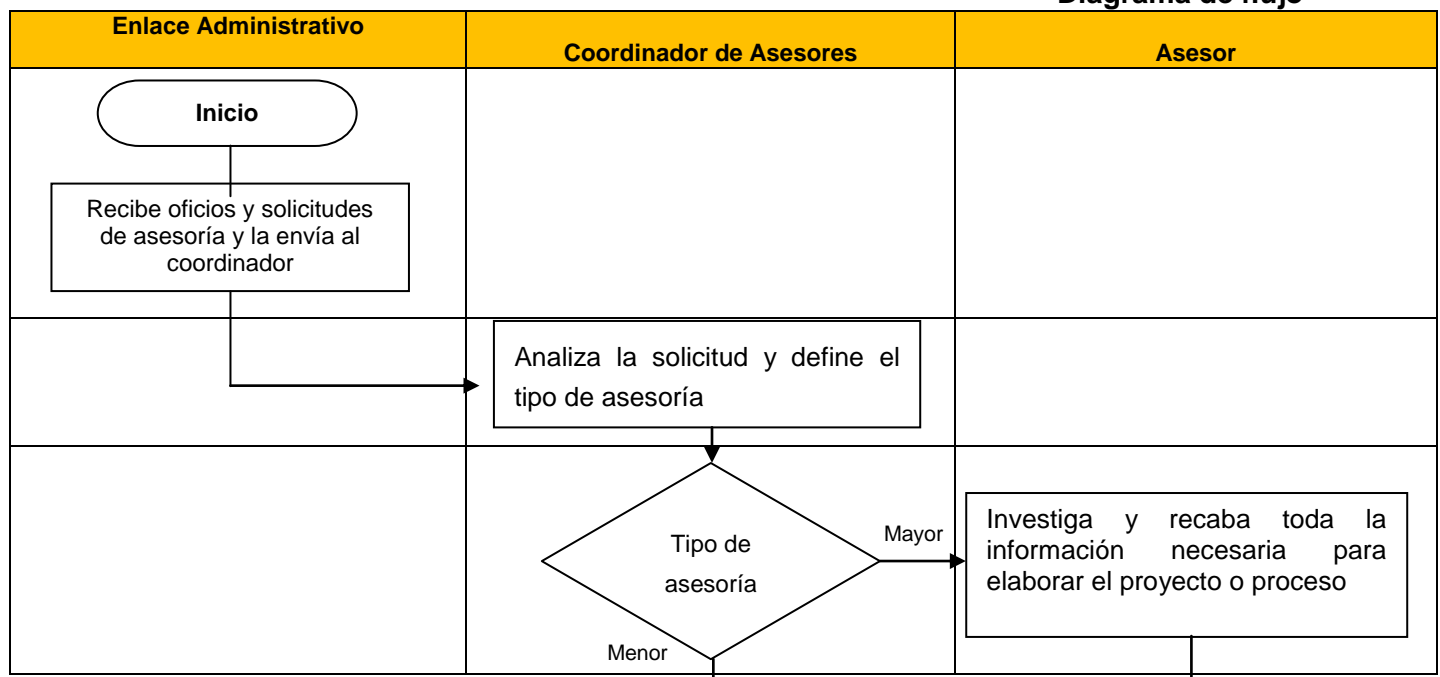 Diagrama de flujo
Enlace Administrativo
Coordinador de Asesores
Asesor
Inicio
Recibe oficios y solicitudes
de asesoría y la envía al
coordinador
Analiza la solicitud y define el
tipo de asesoría
Tipo de
asesoría
Mayor
Menor
Investiga y recaba toda la
información necesaria para
elaborar el proyecto o proceso